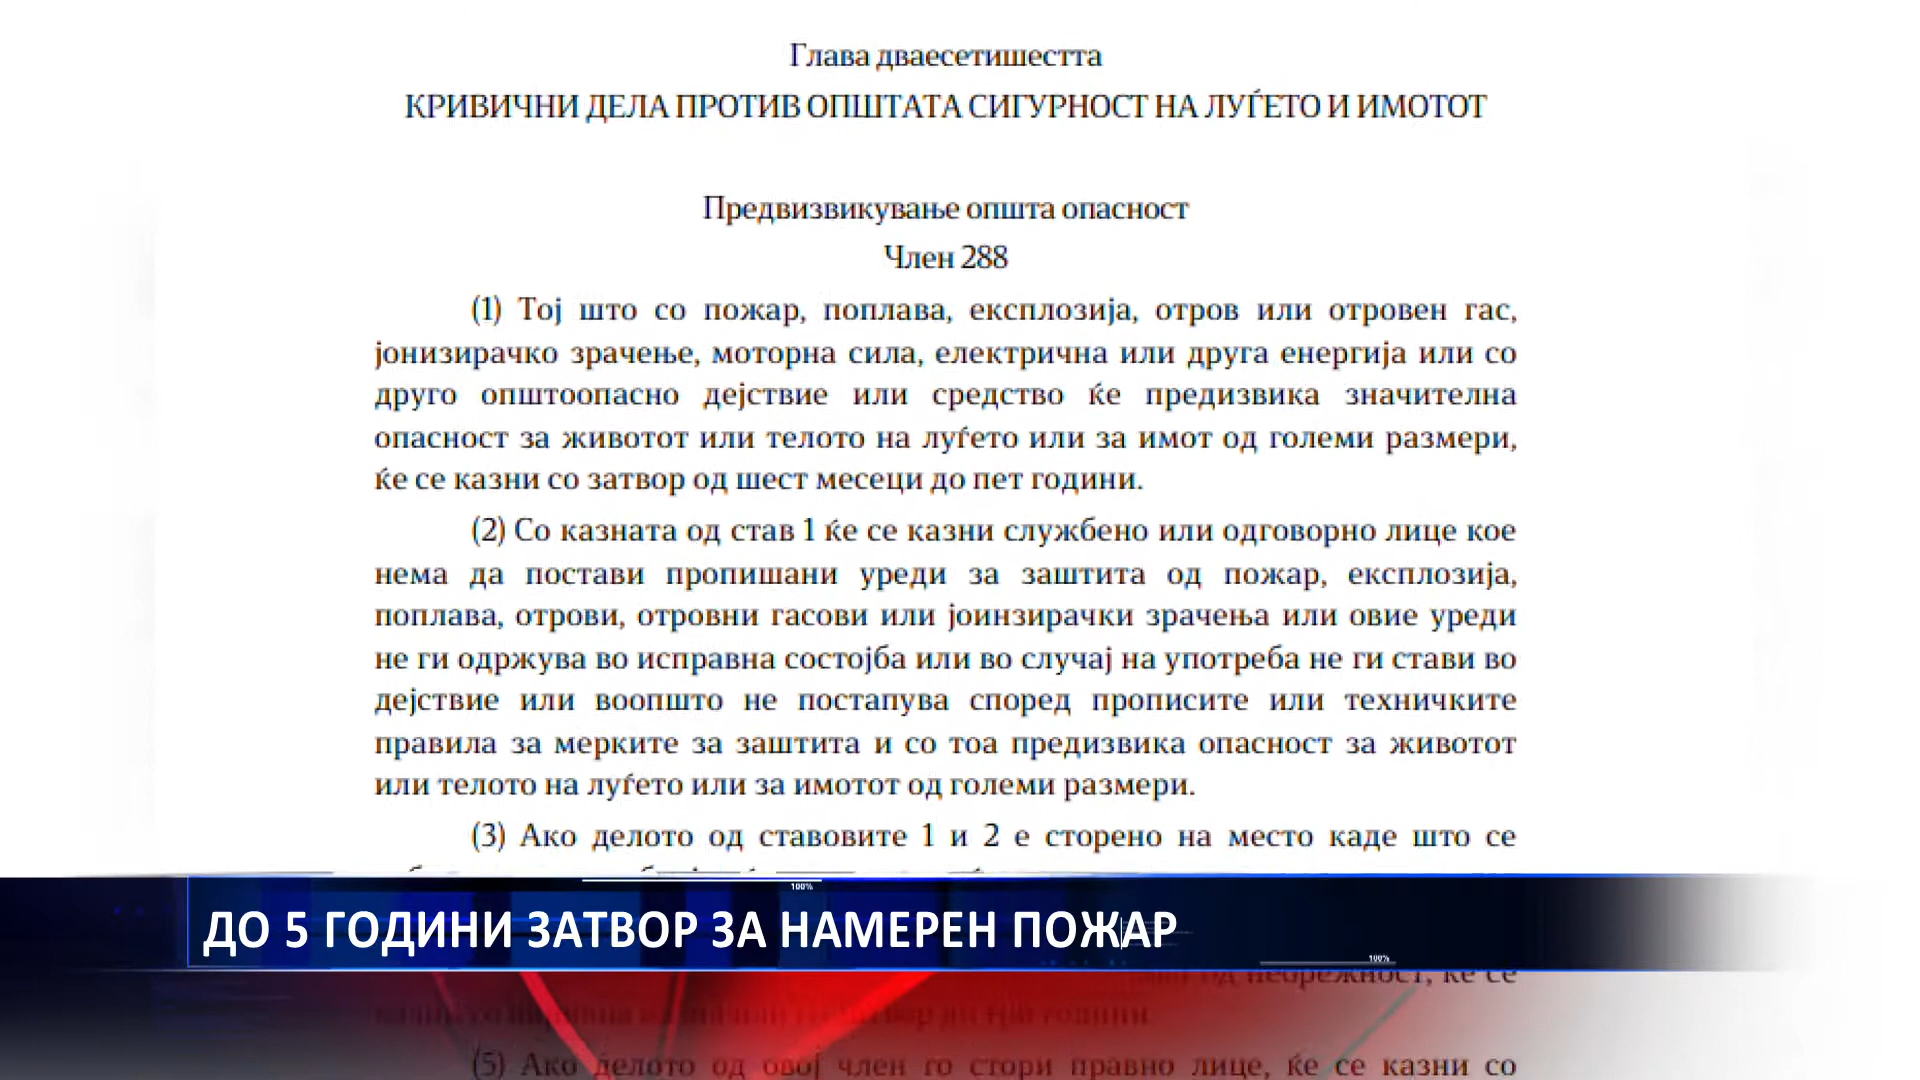 Глава дваесетишестта
КРИВИЧНИ ДЕЛА ПРОТИВ ОПШТАТА СИГУРНОСТ НА ЛУЃЕТО И ИМОТОТ
Предвизвикување општа опасност
Член 288
(1) Тој што со пожар, поплава, експлозија, отров или отровен гас,
јонизирачко зрачење, моторна сила, електрична или друга енергија или со
друго општоопасно дејствие или средство ќе предизвика значителна
опасност за животот или телото на луѓето или за имот од големи размери,
ќе се казни со затвор од шест месеци до пет години.
(2) Со казната од став 1 ќе се казни службено или одговорно лице кое
нема да постави пропишани уреди за заштита од пожар, експлозија,
поплава, отрови, отровни гасови или јоинзирачки зрачења или овие уреди
не ги одржува во исправна состојба или во случај на употреба не ги стави во
дејствие или воопшто не постапува според прописите или техничките
правила за мерките за заштита и со тоа предизвика опасност за животот
или телото на луѓето или за имотот од големи размери.
(3) Ако делото од ставовите 1 и 2 е сторено на место каде што се
100%
ДО 5 ГОДИНИ ЗАТВОР ЗА НАМЕРЕН ПОЖАР
100%
од небрежност, ќе се
години.
(5) Ако делото од овој член го стори правно лице, ќе се казни со